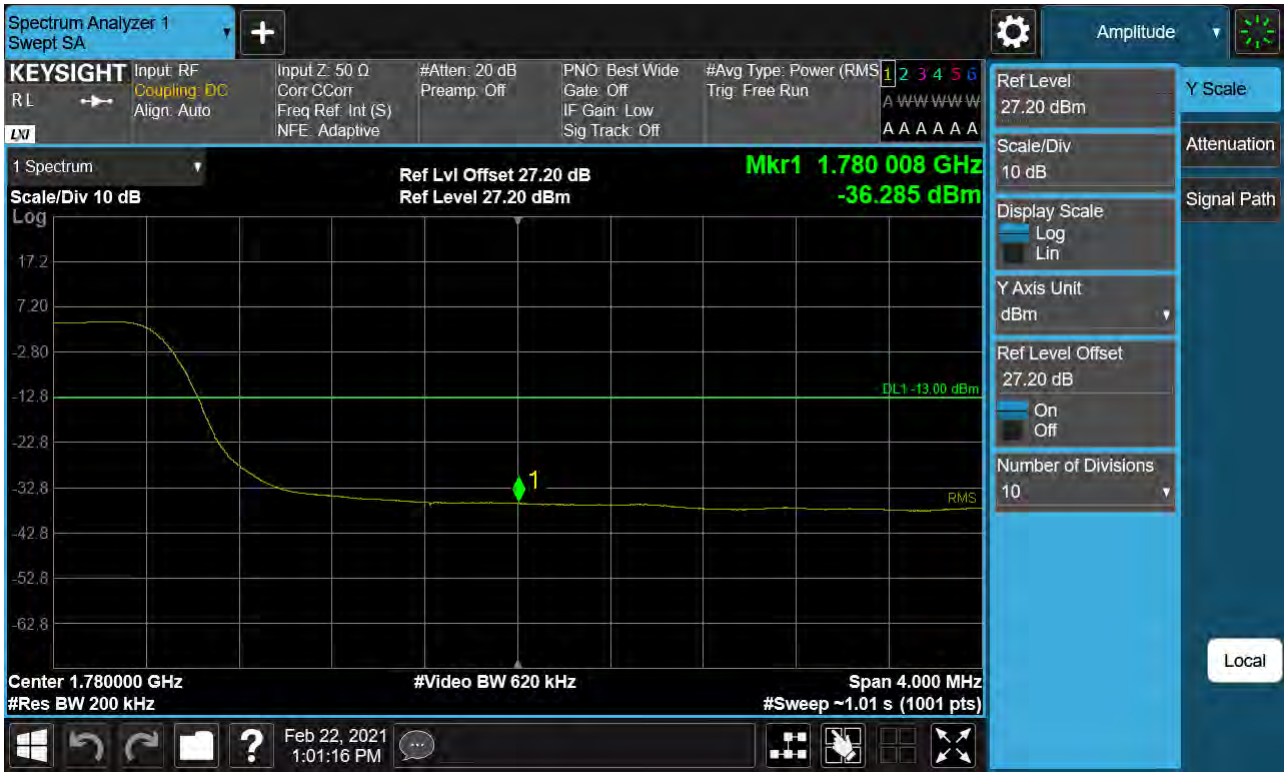 Spectrum Analyzer 1
Swept SA
Amplitude
KEYSIGHT
RL
LXI
Input: RF
Coupling: DC
Align: Auto
Input Z: 50 Ω
Corr CCorr
Freq Ref: Int (S)
NFE: Adaptive
#Atten: 20 dB
Preamp: Off
PNO: Best Wide
Gate: Off
IF Gain: Low
Sig Track: Off
#Avg Type: Power (RMS
Trig: Free Run
1 2 3 4 5 6
A W W W W W
A A A A A A
1 Spectrum
Scale/Div 10 dB
Ref Lvl Offset 27.20 dB
Ref Level 27.20 dBm
Mkr1 1.780 008 GHz
-36.285 dBm
Log
17.2
7.20
-2.80
-12.8
DL1 -13.00 dBm
-22.8
-32.8
1
RMS
-42.8
-52.8
-62.8
Center 1.780000 GHz
#Video BW 620 kHz
Span 4.000 MHz
#Res BW 200 kHz
#Sweep ~1.01 s (1001 pts)
Ref Level
27.20 dBm
Scale/Div
10 dB
Display Scale
Log
Lin
Y Axis Unit
dBm
Ref Level Offset
27.20 dB
On
Off
Number of Divisions
10
Y Scale
Attenuation
Signal Path
Local
?
Feb 22, 2021
1:01:16 PM